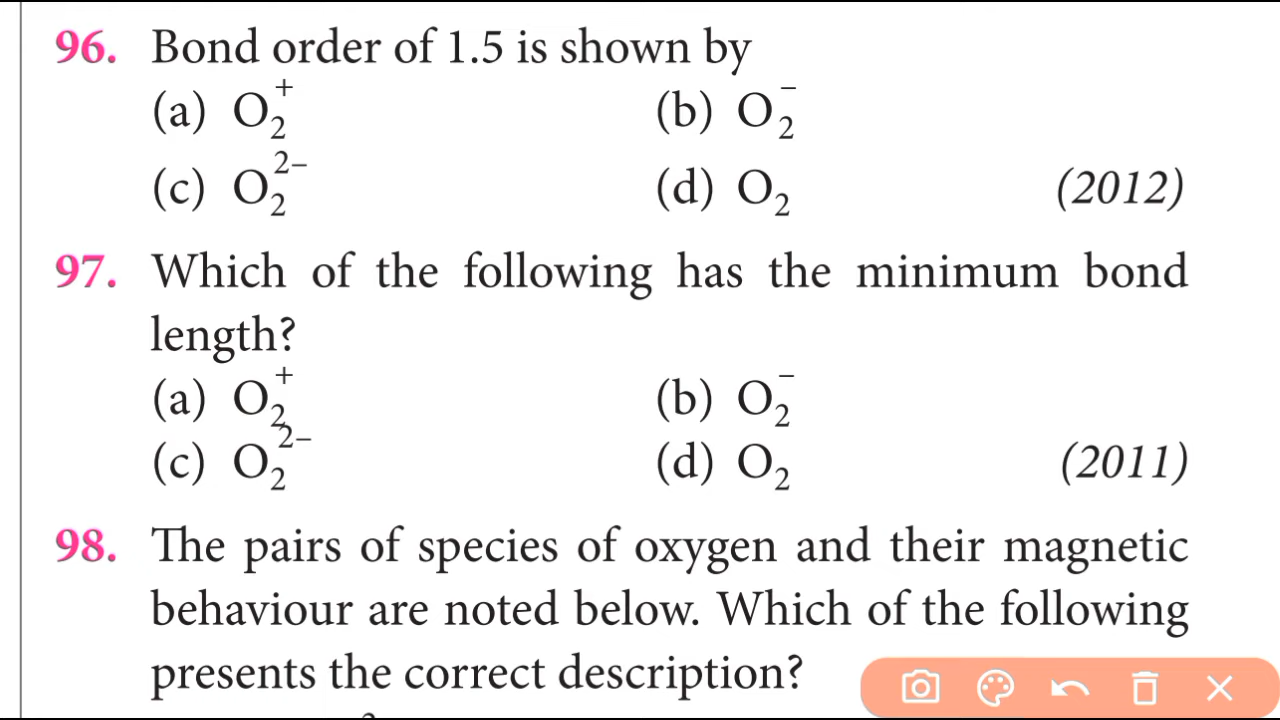 96. Bond order of 1.5 is shown by
(a) O₂⁺ (b) O₂⁻
(c) O₂²⁻ (d) O₂ (2012)
97. Which of the following has the minimum bond
length?
(a) O₂⁺ (b) O₂⁻
(c) O₂²⁻ (d) O₂ (2011)
98. The pairs of species of oxygen and their magnetic
behaviour are noted below. Which of the following
presents the correct description?